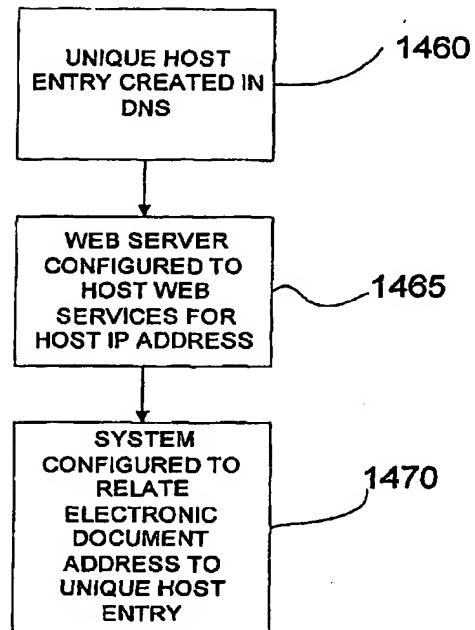 UNIQUE HOST
ENTRY CREATED IN
DNS
1460
WEB SERVER
CONFIGURED TO
HOST WEB
SERVICES FOR
HOST IP ADDRESS
1465
SYSTEM
CONFIGURED TO
RELATE
ELECTRONIC
DOCUMENT
ADDRESS TO
UNIQUE HOST
ENTRY
1470